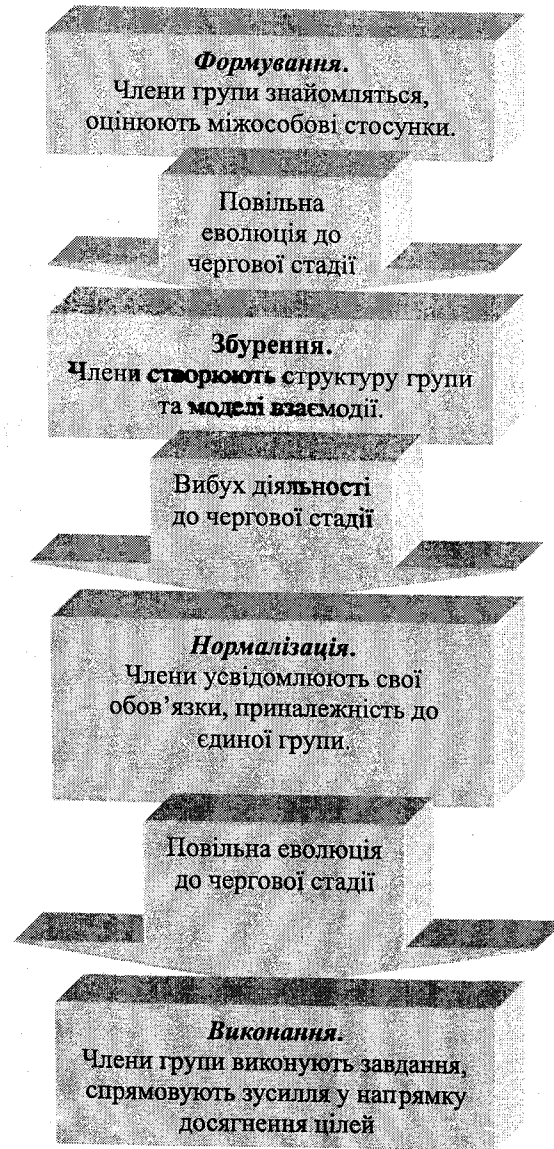 Формування.
Члени групи знайомляться,
оцінюють міжособові стосунки.
Повільна
еволюція до
чергової стадії
Збурення.
Члени створюють структуру групи
та моделі взаємодії.
Вибух діяльності
до чергової стадії
Нормалізація.
Члени усвідомлюють свої
обов’язки, приналежність до
єдиної групи.
Повільна еволюція
до чергової стадії
Виконання.
Члени групи виконують завдання,
спрямовують зусилля у напрямку
досягнення цілей